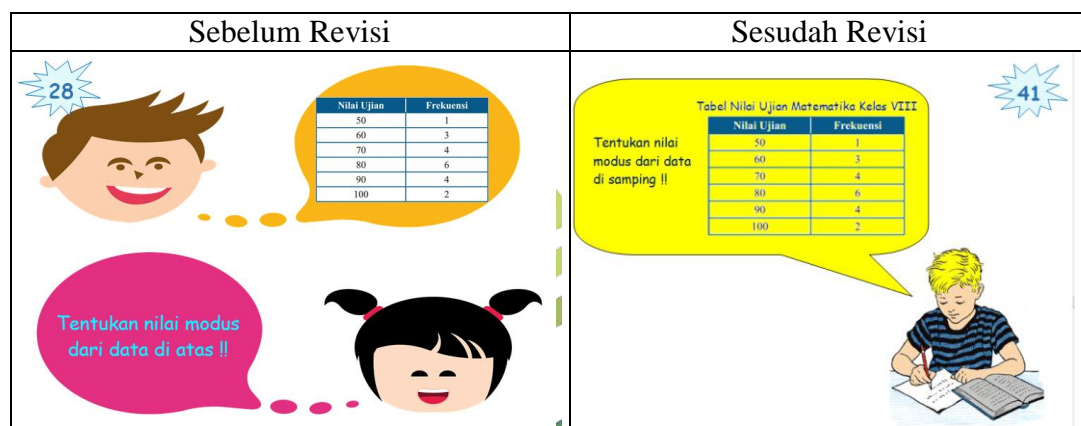 Sebelum Revisi
Sesudah Revisi
28
Nilai Ujian Frekuensi
50 1
60 3
70 4
80 6
90 4
100 2
Tentukan nilai modus
dari data di atas !!
41
Tabel Nilai Ujian Matematika Kelas VIII
Tentukan nilai
modus dari data
di samping !!
Nilai Ujian Frekuensi
50 1
60 3
70 4
80 6
90 4
100 2